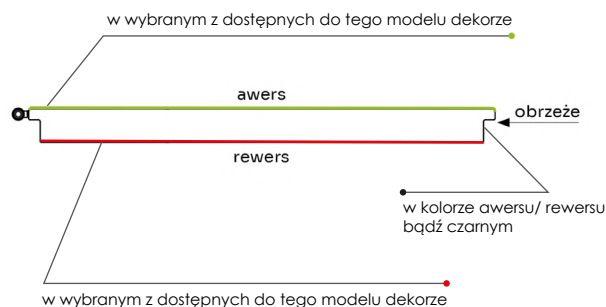 w wybranym z dostępnych do tego modelu dekorze
awers
obrzeże
rewers
w kolorze awersu/ rewersu
bądź czarnym
w wybranym z dostępnych do tego modelu dekorze